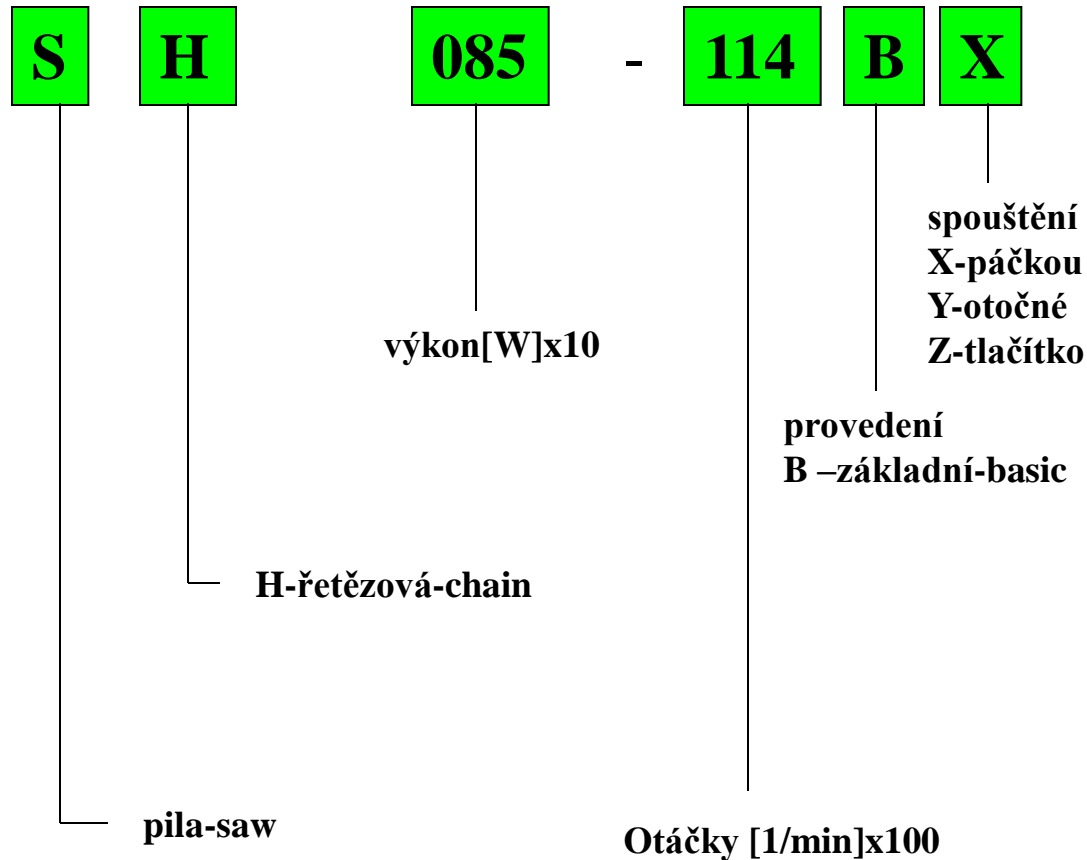 S H 085 - 114 B X
spouštění
X-páčkou
Y-otočné
Z-tlačítko
výkon[W]x10
provedení
B –základní-basic
H-řetězová-chain
pila-saw
Otáčky [1/min]x100